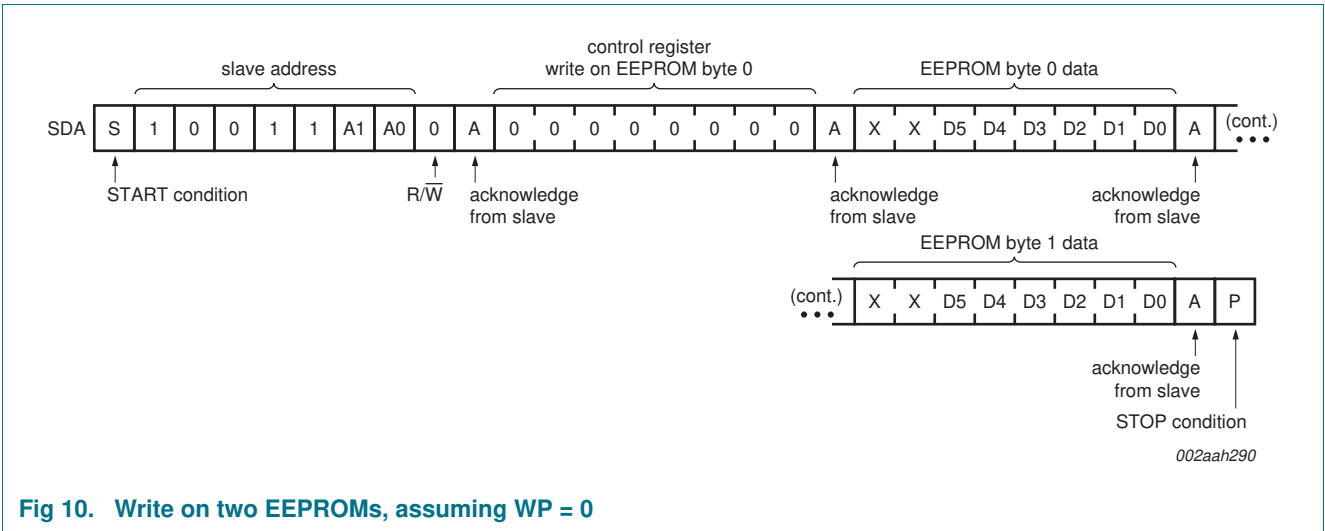 control register
slave address write on EEPROM byte 0 EEPROM byte 0 data
SDA S 1 0 0 1 1 A1 A0 0 A 0 0 0 0 0 0 0 0 A X X D5 D4 D3 D2 D1 D0 A (cont.)
START condition R/W̅ acknowledge from slave acknowledge from slave acknowledge from slave
EEPROM byte 1 data
(cont.) X X D5 D4 D3 D2 D1 D0 A P
acknowledge
from slave
STOP condition
002aah290
Fig 10. Write on two EEPROMs, assuming WP = 0